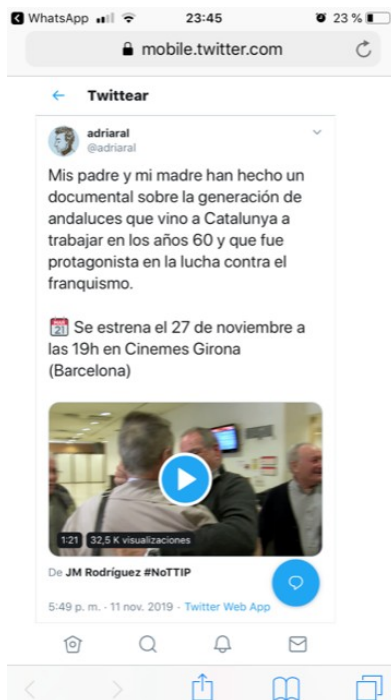 WhatsApp 23:45 23 %
mobile.twitter.com
Twittear
adriaral
@adriaral
Mis padre y mi madre han hecho un
documental sobre la generación de
andaluces que vino a Catalunya a
trabajar en los años 60 y que fue
protagonista en la lucha contra el
franquismo.
Se estrena el 27 de noviembre a
las 19h en Cinemes Girona
(Barcelona)
1:21 32,5 K visualizaciones
De JM Rodríguez #NoTTIP
5:49 p. m. · 11 nov. 2019 · Twitter Web App